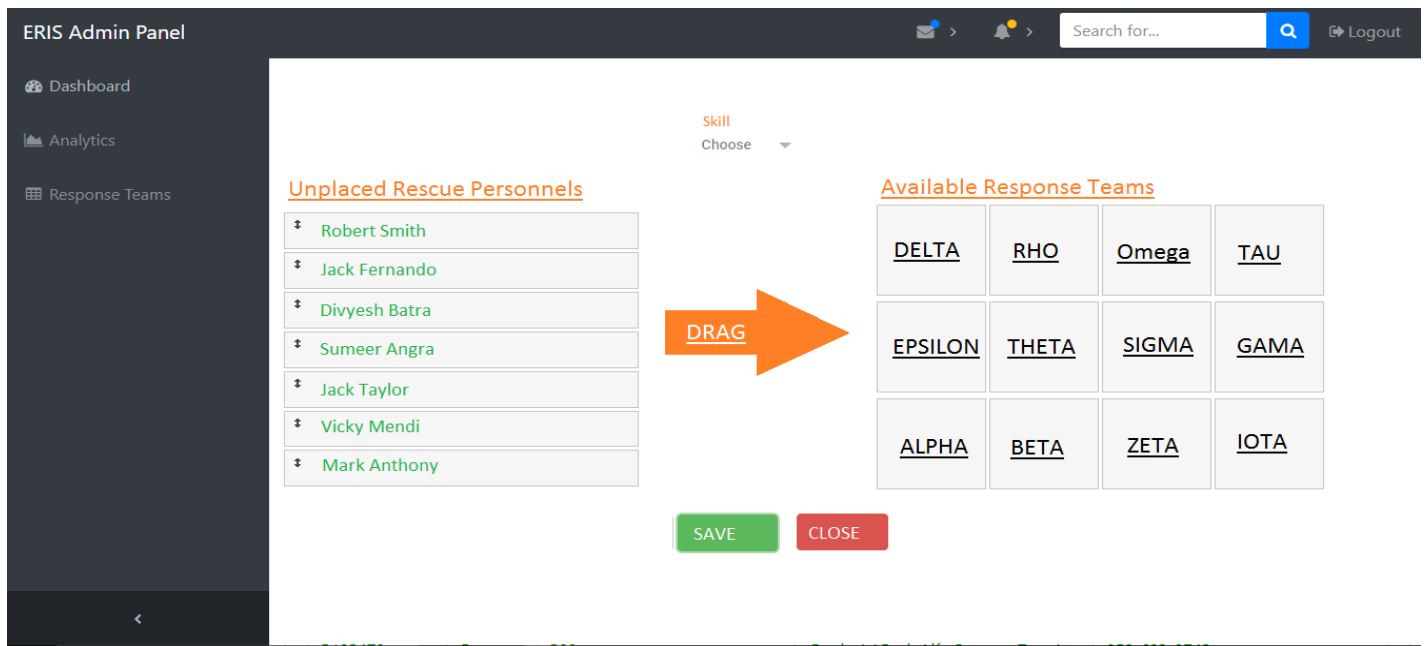 ERIS Admin Panel
Search for...
Logout
Dashboard
Analytics
Response Teams
Skill
Choose
Unplaced Rescue Personnels
Robert Smith
Jack Fernando
Divyesh Batra
Sumeer Angra
Jack Taylor
Vicky Mendi
Mark Anthony
DRAG
Available Response Teams
DELTA RHO Omega TAU
EPSILON THETA SIGMA GAMA
ALPHA BETA ZETA IOTA
SAVE CLOSE